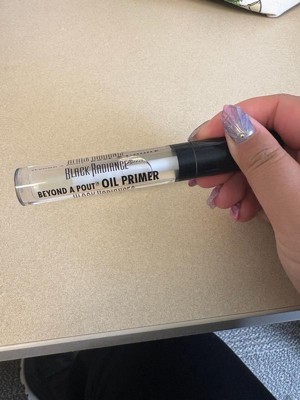 BLACK RADIANCE
BEYOND A POUT® OIL PRIMER